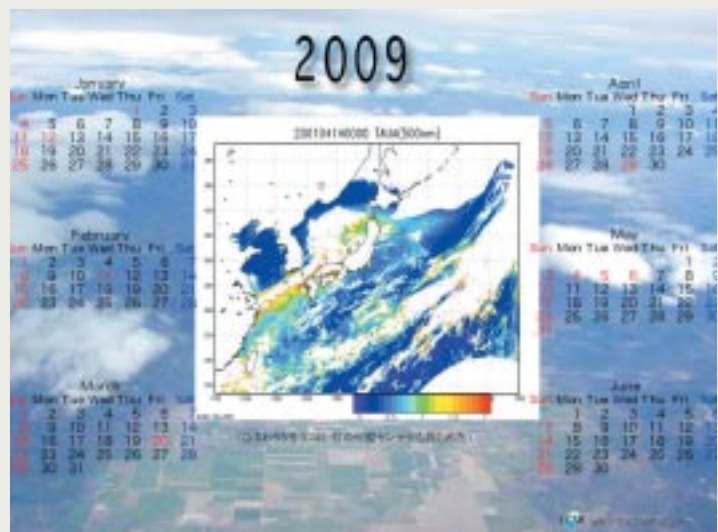 2009
January
Sun Mon Tue Wed Thu Fri Sat
1 2 3
4 5 6 7 8 9 10
11 12 13 14 15 16 17
18 19 20 21 22 23 24
25 26 27 28 29 30 31
February
Sun Mon Tue Wed Thu Fri Sat
1 2 3 4 5 6 7
8 9 10 11 12 13 14
15 16 17 18 19 20 21
22 23 24 25 26 27 28
March
Sun Mon Tue Wed Thu Fri Sat
1 2 3 4 5 6 7
8 9 10 11 12 13 14
15 16 17 18 19 20 21
22 23 24 25 26 27 28
29 30 31
April
Sun Mon Tue Wed Thu Fri Sat
1 2 3 4
5 6 7 8 9 10 11
12 13 14 15 16 17 18
19 20 21 22 23 24 25
26 27 28 29 30
May
Sun Mon Tue Wed Thu Fri Sat
1 2
3 4 5 6 7 8 9
10 11 12 13 14 15 16
17 18 19 20 21 22 23
24 25 26 27 28 29 30
31
June
Sun Mon Tue Wed Thu Fri Sat
1 2 3 4 5 6
7 8 9 10 11 12 13
14 15 16 17 18 19 20
21 22 23 24 25 26 27
28 29 30